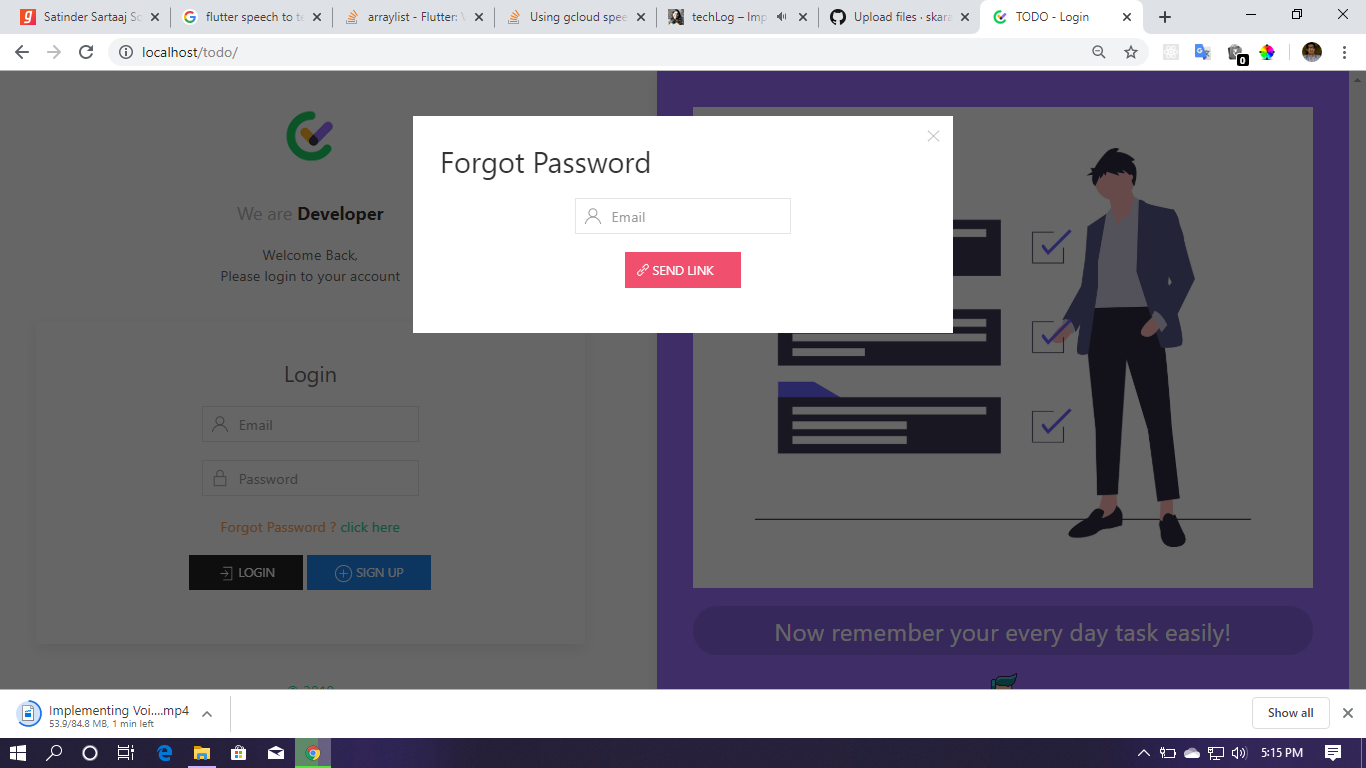 Satinder Sartaaj Sc
flutter speech to te
arraylist - Flutter: V
Using gcloud spee
techLog – Imp
Upload files · skara
TODO - Login
localhost/todo/
0
Forgot Password
Email
SEND LINK
We are Developer
Welcome Back,
Please login to your account
Login
Email
Password
Forgot Password ? click here
LOGIN
SIGN UP
Now remember your every day task easily!
Implementing Voi....mp4
53.9/84.8 MB, 1 min left
Show all
5:15 PM